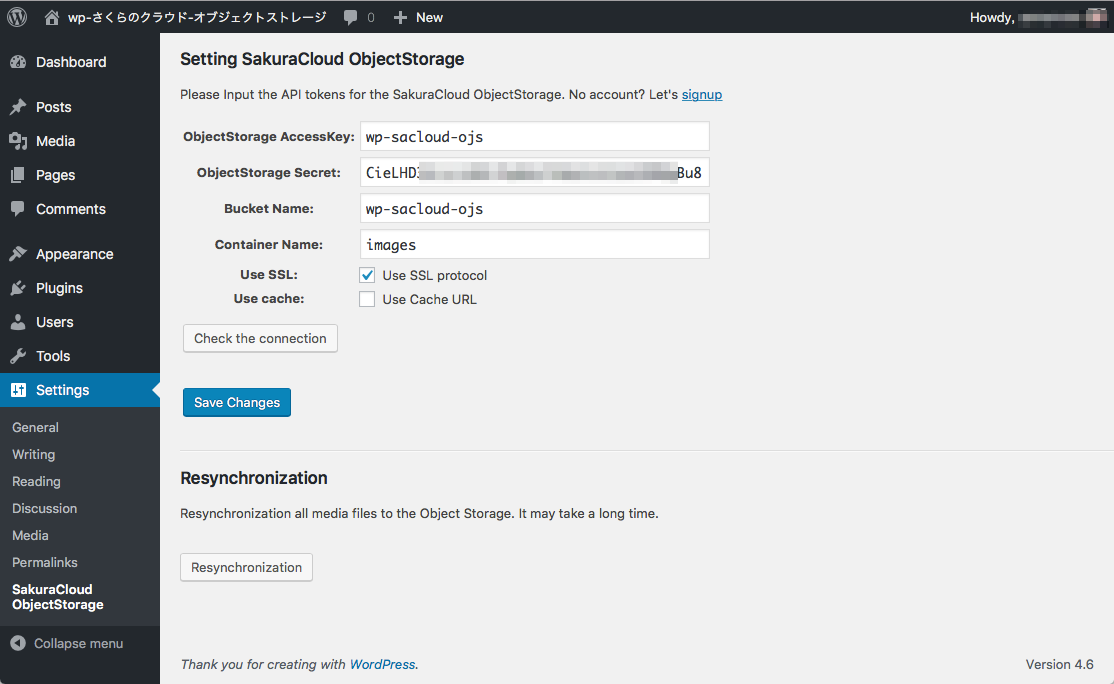 wp-さくらのクラウド-オブジェクトストレージ 0 New Howdy,
Dashboard
Posts
Media
Pages
Comments
Appearance
Plugins
Users
Tools
Settings
General
Writing
Reading
Discussion
Media
Permalinks
SakuraCloud
ObjectStorage
Collapse menu
Setting SakuraCloud ObjectStorage
Please Input the API tokens for the SakuraCloud ObjectStorage. No account? Let's signup
ObjectStorage AccessKey: wp-sacloud-ojs
ObjectStorage Secret: CieLHD Bu8
Bucket Name: wp-sacloud-ojs
Container Name: images
Use SSL: Use SSL protocol
Use cache: Use Cache URL
Check the connection
Save Changes
Resynchronization
Resynchronization all media files to the Object Storage. It may take a long time.
Resynchronization
Thank you for creating with WordPress. Version 4.6